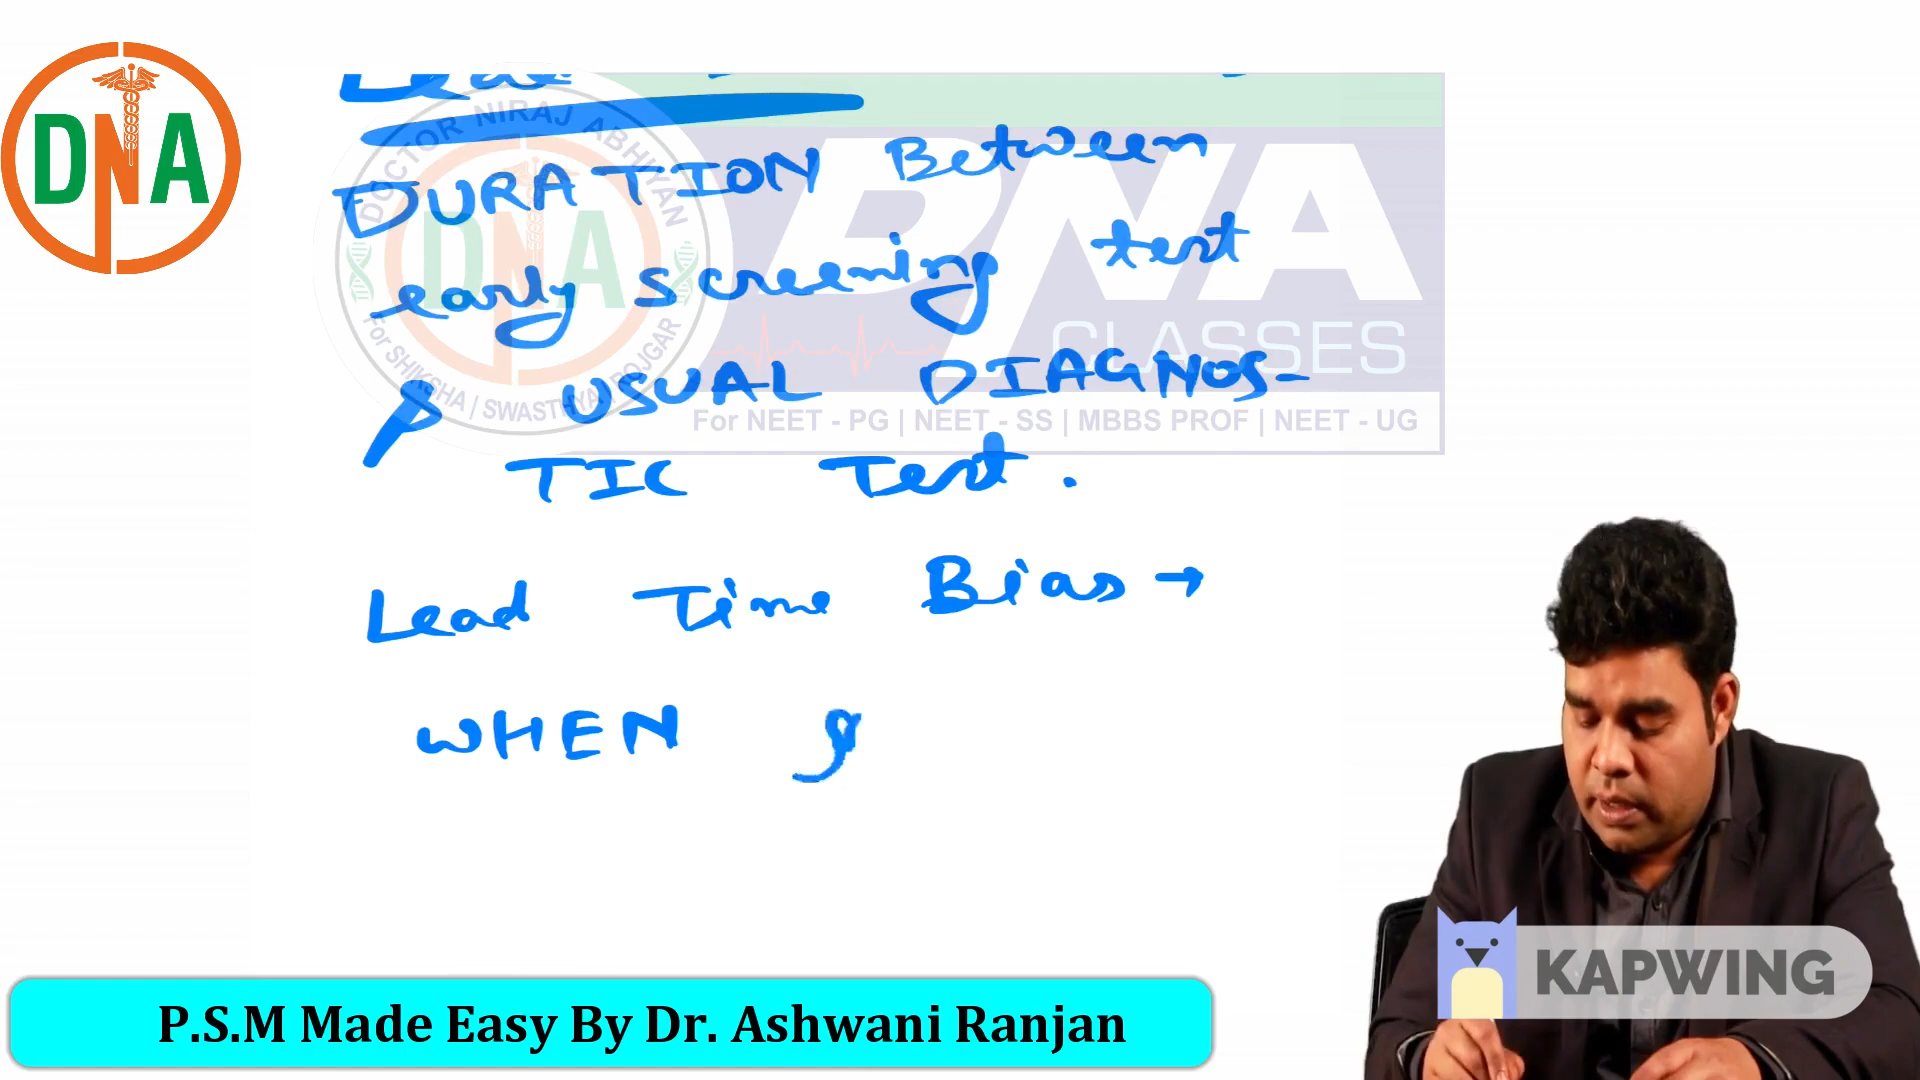 DNA
Lead
DURATION Between
early screening test
& USUAL DIAGNOS-
TIC Test.
Lead Time Bias →
WHEN
DOCTOR NIRAJ ABHIYAN
DNA
For SHIKSHA / SWASTHYA / ROJGAR
DNA
CLASSES
For NEET - PG | NEET - SS | MBBS PROF | NEET - UG
KAPWING
P.S.M Made Easy By Dr. Ashwani Ranjan